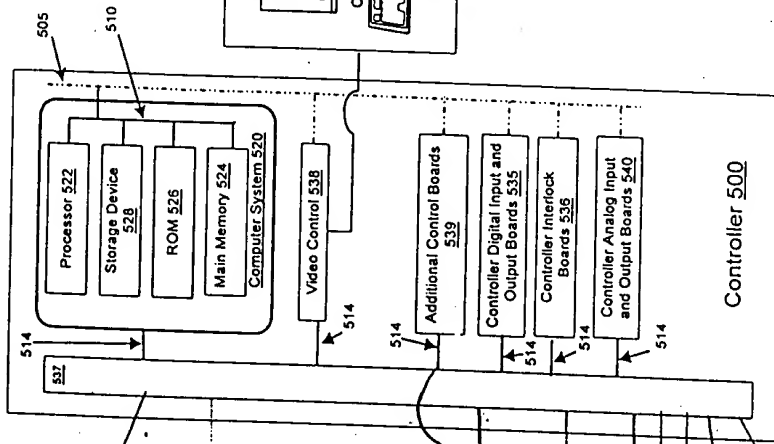 505
510
Processor 522
Storage Device
528
ROM 526
Main Memory 524
Computer System 520
514
537
Video Control 538
514
Additional Control Boards
539
514
Controller Digital Input and
Output Boards 535
514
Controller Interlock
Boards 536
514
Controller Analog Input
and Output Boards 540
514
Controller 500